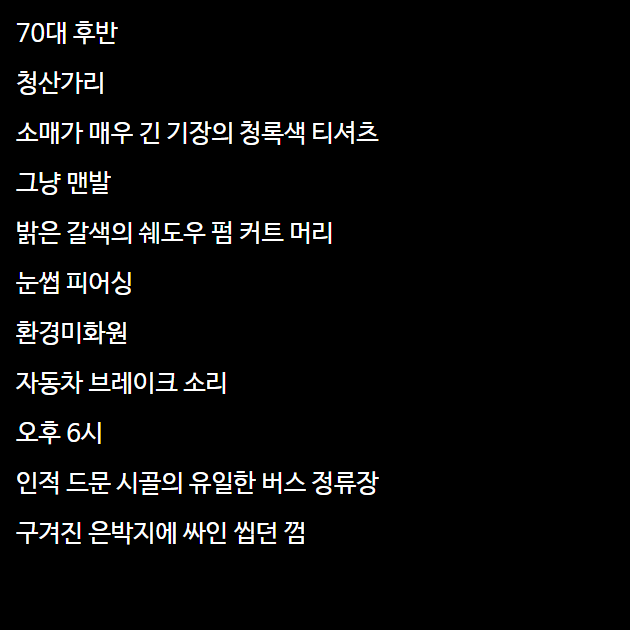 70대 후반
청산가리
소매가 매우 긴 기장의 청록색 티셔츠
그냥 맨발
밝은 갈색의 쉐도우 펌 커트 머리
눈썹 피어싱
환경미화원
자동차 브레이크 소리
오후 6시
인적 드문 시골의 유일한 버스 정류장
구겨진 은박지에 싸인 씹던 껌